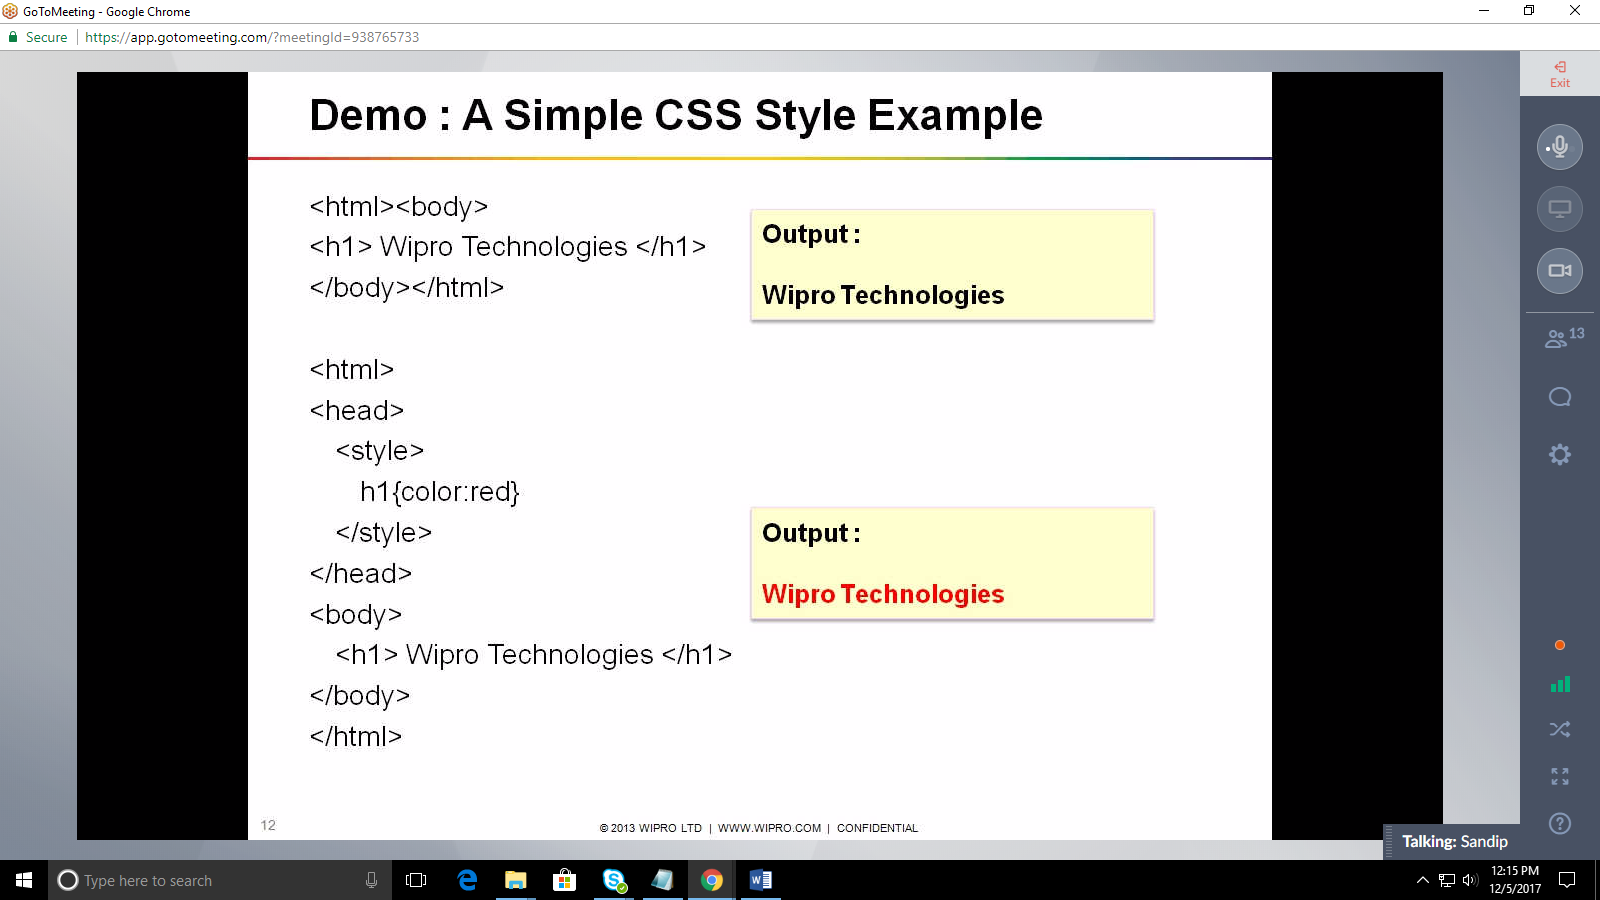 GoToMeeting - Google Chrome
Secure | https://app.gotomeeting.com/?meetingId=938765733
Exit
Demo : A Simple CSS Style Example
<html><body>
<h1> Wipro Technologies </h1>
</body></html>
Output :
Wipro Technologies
<html>
<head>
<style>
h1{color:red}
</style>
</head>
<body>
<h1> Wipro Technologies </h1>
</body>
</html>
Output :
Wipro Technologies
13
12
© 2013 WIPRO LTD | WWW.WIPRO.COM | CONFIDENTIAL
Talking: Sandip
Type here to search
12:15 PM
12/5/2017